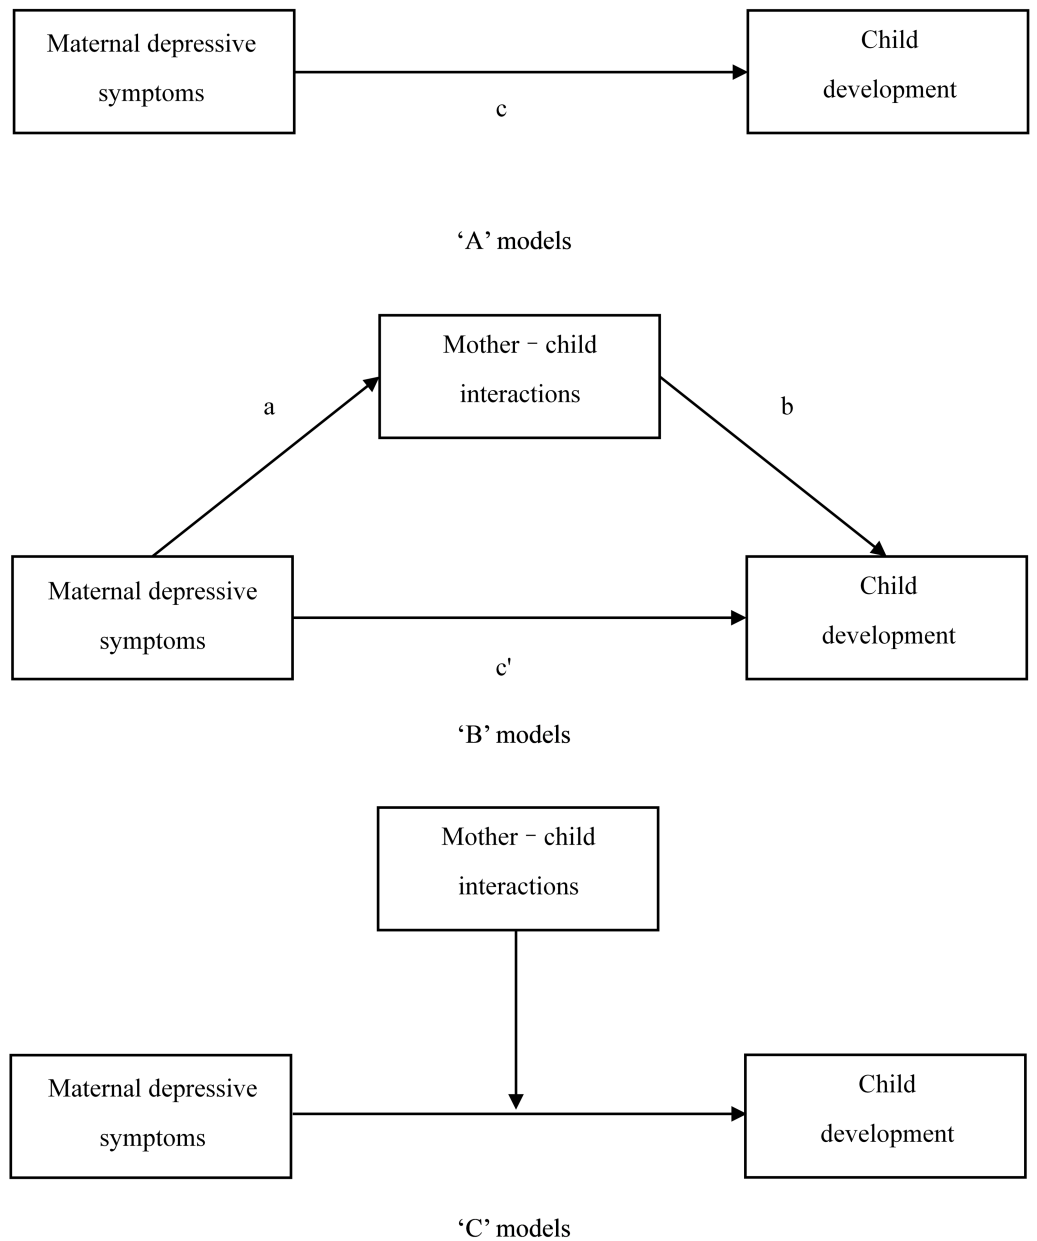 Maternal depressive
symptoms
Child
development
c
‘A’ models
Mother – child
interactions
a
b
Maternal depressive
symptoms
Child
development
c'
‘B’ models
Mother – child
interactions
Maternal depressive
symptoms
Child
development
‘C’ models